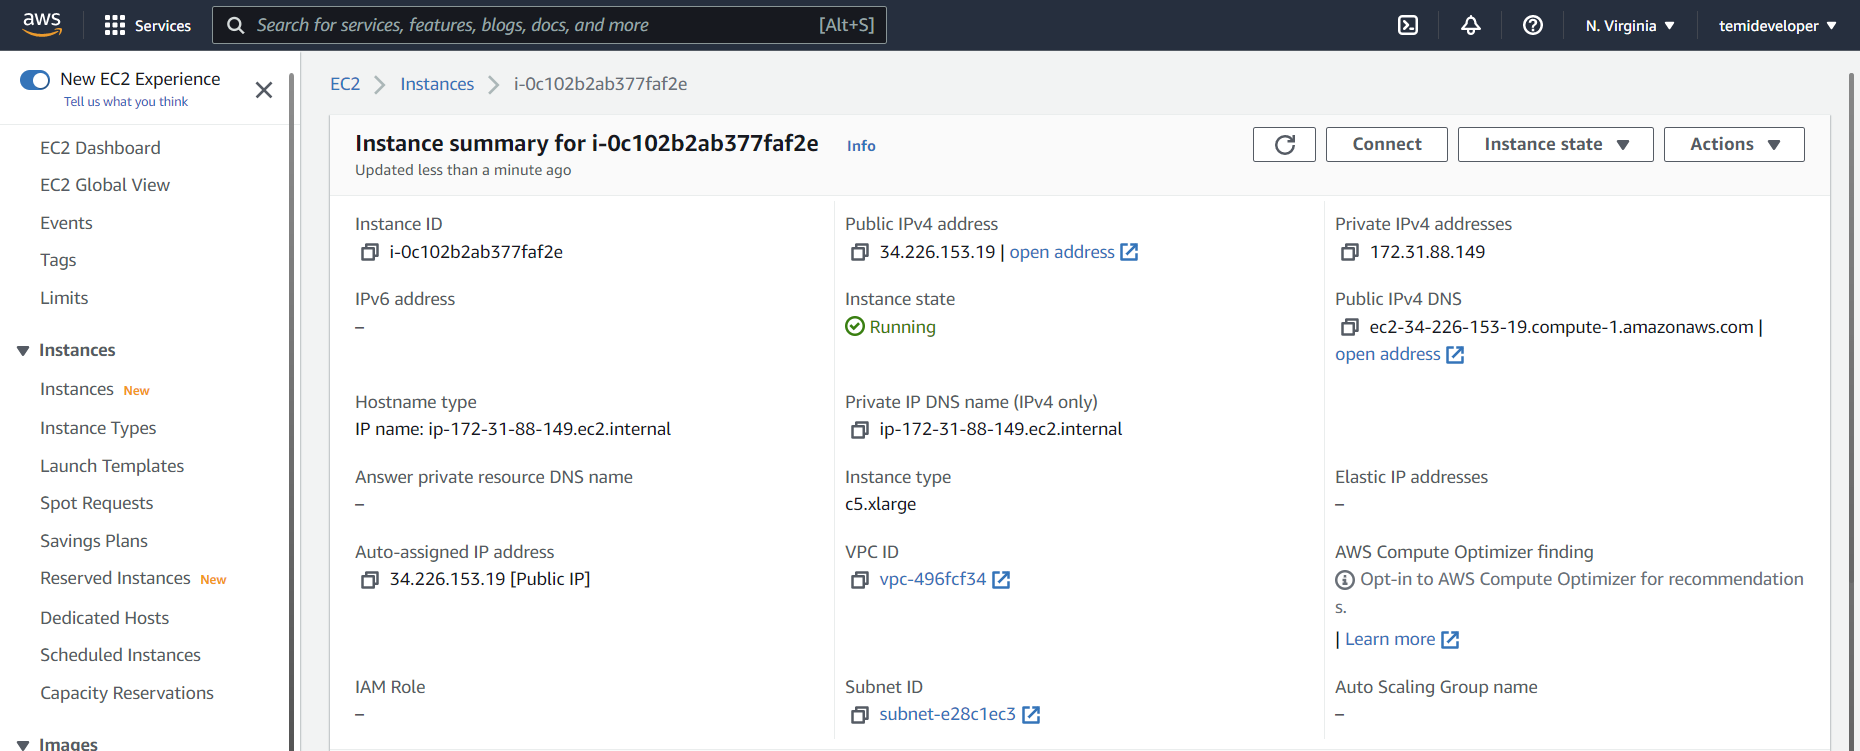 aws
Services
Search for services, features, blogs, docs, and more [Alt+S]
N. Virginia
temideveloper
New EC2 Experience
Tell us what you think
EC2 Dashboard
EC2 Global View
Events
Tags
Limits
Instances
Instances New
Instance Types
Launch Templates
Spot Requests
Savings Plans
Reserved Instances New
Dedicated Hosts
Scheduled Instances
Capacity Reservations
Images
EC2 Instances i-0c102b2ab377faf2e
Instance summary for i-0c102b2ab377faf2e Info
Updated less than a minute ago
Connect
Instance state
Actions
Instance ID
i-0c102b2ab377faf2e
Public IPv4 address
34.226.153.19 | open address
Private IPv4 addresses
172.31.88.149
IPv6 address
–
Instance state
Running
Public IPv4 DNS
ec2-34-226-153-19.compute-1.amazonaws.com |
open address
Hostname type
IP name: ip-172-31-88-149.ec2.internal
Private IP DNS name (IPv4 only)
ip-172-31-88-149.ec2.internal
Answer private resource DNS name
–
Instance type
c5.xlarge
Elastic IP addresses
–
Auto-assigned IP address
34.226.153.19 [Public IP]
VPC ID
vpc-496fcf34
AWS Compute Optimizer finding
Opt-in to AWS Compute Optimizer for recommendation
s.
| Learn more
IAM Role
–
Subnet ID
subnet-e28c1ec3
Auto Scaling Group name
–